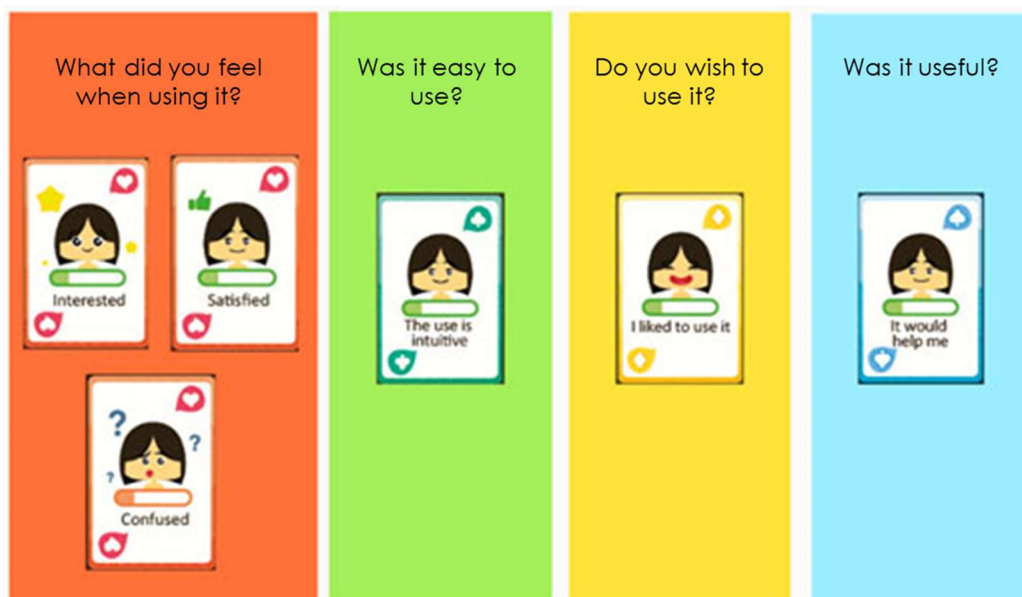 What did you feel
when using it?
Interested
Satisfied
Confused
Was it easy to
use?
The use is
intuitive
Do you wish to
use it?
I liked to use it
Was it useful?
It would
help me